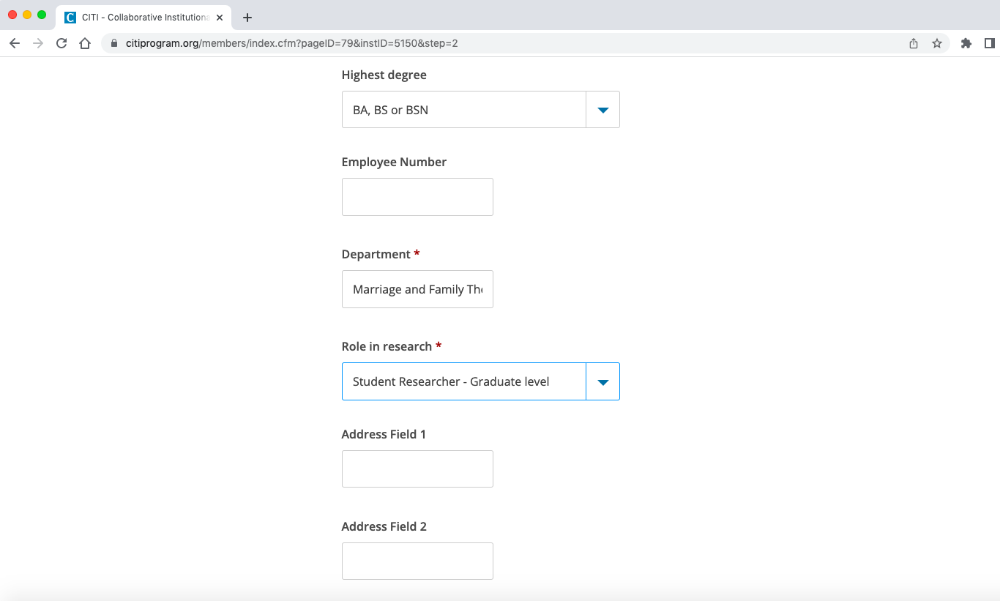 C CITI - Collaborative Institutiona
citiprogram.org/members/index.cfm?pageID=79&instID=5150&step=2
Highest degree
BA, BS or BSN
Employee Number
Department *
Marriage and Family The
Role in research *
Student Researcher - Graduate level
Address Field 1
Address Field 2